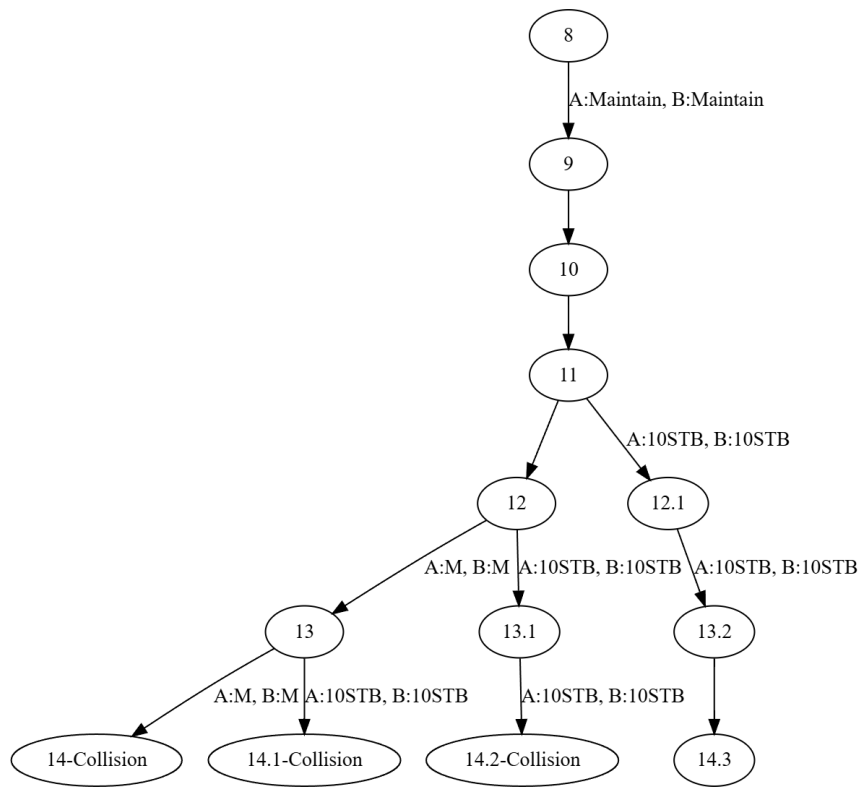 8
A:Maintain, B:Maintain
9
10
11
A:10STB, B:10STB
12
12.1
A:M, B:M
A:10STB, B:10STB
A:10STB, B:10STB
13
13.1
13.2
A:M, B:M
A:10STB, B:10STB
A:10STB, B:10STB
14-Collision
14.1-Collision
14.2-Collision
14.3